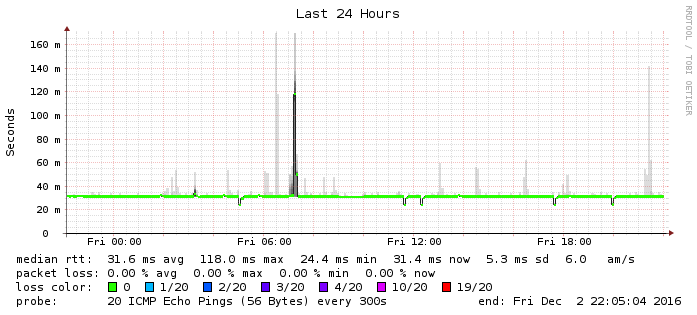 Last 24 Hours
RRDTOOL / TOBI OETIKER
Seconds
160 m
140 m
120 m
100 m
80 m
60 m
40 m
20 m
0
Fri 00:00 Fri 06:00 Fri 12:00 Fri 18:00
median rtt: 31.6 ms avg 118.0 ms max 24.4 ms min 31.4 ms now 5.3 ms sd 6.0 am/s
packet loss: 0.00 % avg 0.00 % max 0.00 % min 0.00 % now
loss color: 0 1/20 2/20 3/20 4/20 10/20 19/20
probe: 20 ICMP Echo Pings (56 Bytes) every 300s end: Fri Dec 2 22:05:04 2016